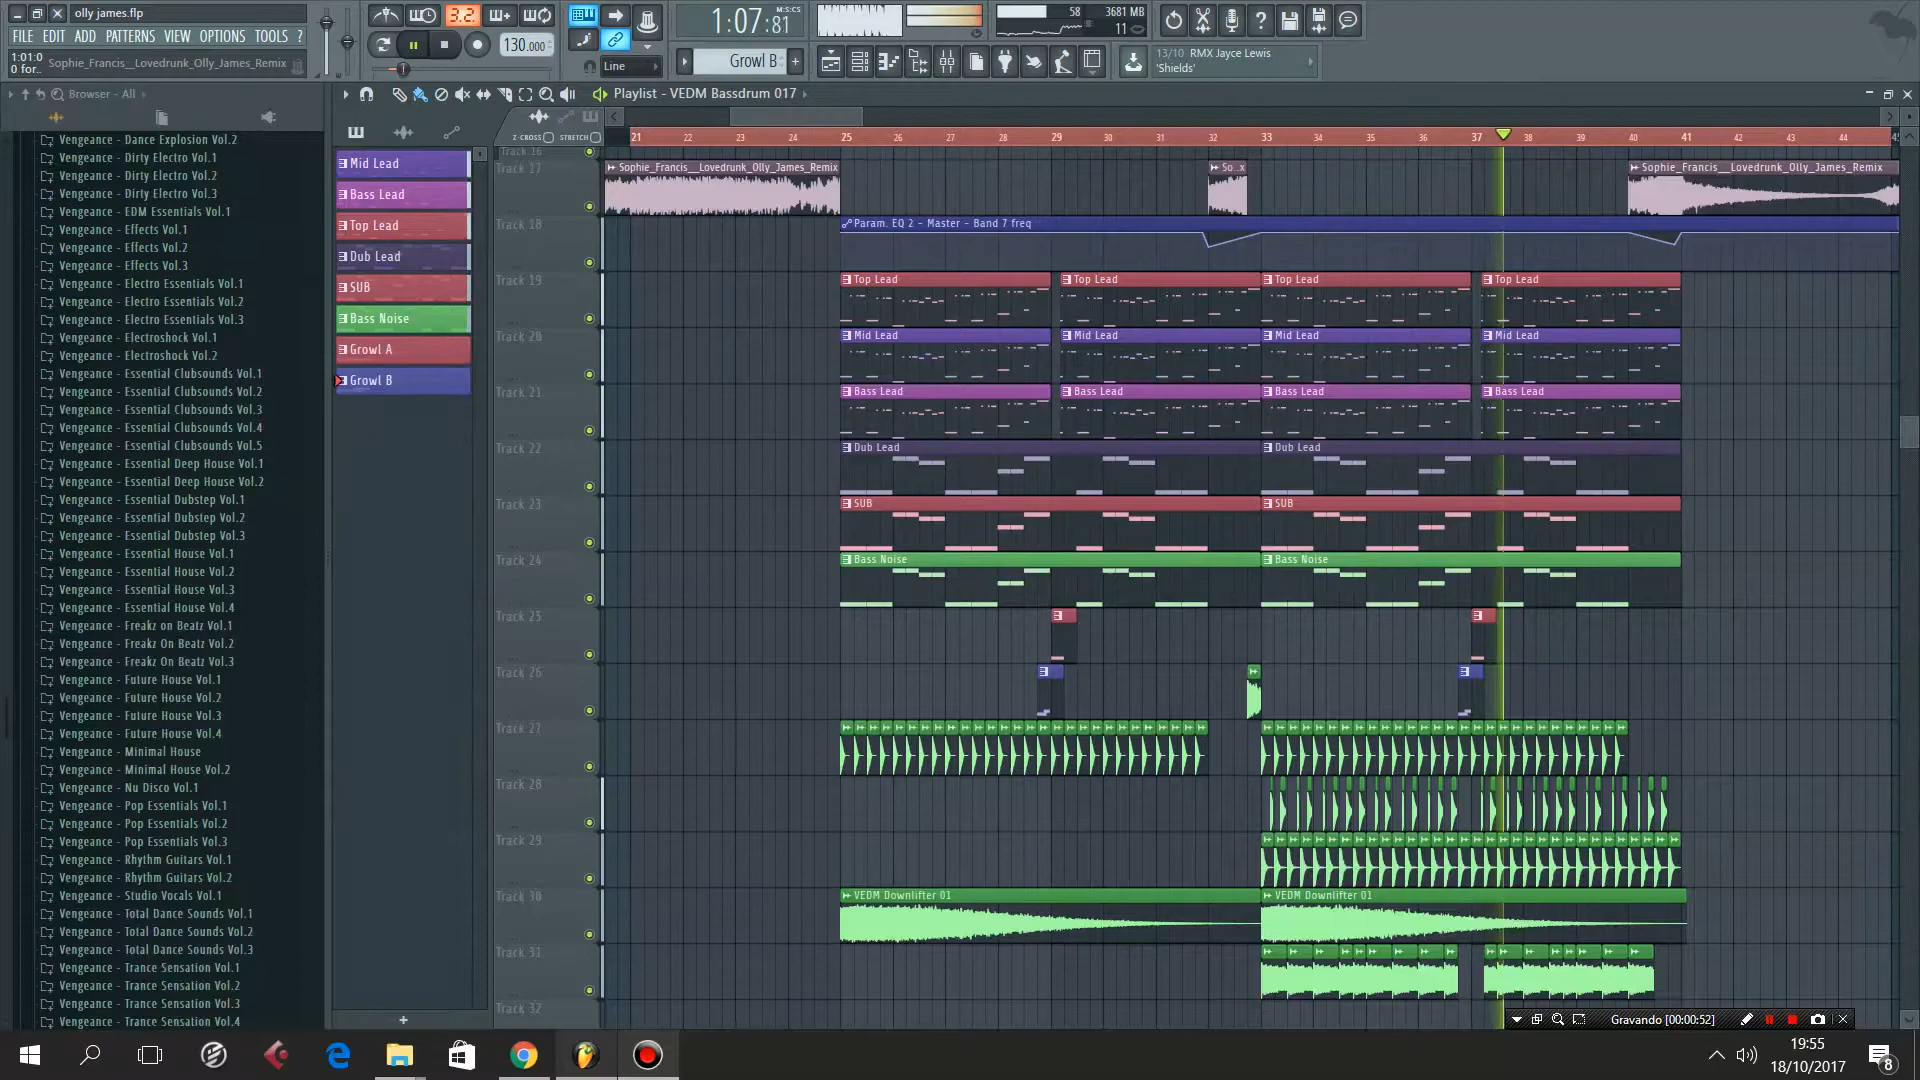 olly james.flp
FILE EDIT ADD PATTERNS VIEW OPTIONS TOOLS ?
1:01:0
0 for..
Sophie_Francis__Lovedrunk_Olly_James_Remix
3.2.
130.000
Line
1:07:81
M:S:CS
Growl B
58
3681 MB
11
13/10 RMX Jayce Lewis
'Shields'
Browser - All
Playlist - VEDM Bassdrum 017
Z-CROSS
STRETCH
21 22 23 24 25 26 27 28 29 30 31 32 33 34 35 36 37 38 39 40 41 42 43 44
Vengeance - Dance Explosion Vol.2
Vengeance - Dirty Electro Vol.1
Vengeance - Dirty Electro Vol.2
Vengeance - Dirty Electro Vol.3
Vengeance - EDM Essentials Vol.1
Vengeance - Effects Vol.1
Vengeance - Effects Vol.2
Vengeance - Effects Vol.3
Vengeance - Electro Essentials Vol.1
Vengeance - Electro Essentials Vol.2
Vengeance - Electro Essentials Vol.3
Vengeance - Electroshock Vol.1
Vengeance - Electroshock Vol.2
Vengeance - Essential Clubsounds Vol.1
Vengeance - Essential Clubsounds Vol.2
Vengeance - Essential Clubsounds Vol.3
Vengeance - Essential Clubsounds Vol.4
Vengeance - Essential Clubsounds Vol.5
Vengeance - Essential Deep House Vol.1
Vengeance - Essential Deep House Vol.2
Vengeance - Essential Dubstep Vol.1
Vengeance - Essential Dubstep Vol.2
Vengeance - Essential Dubstep Vol.3
Vengeance - Essential House Vol.1
Vengeance - Essential House Vol.2
Vengeance - Essential House Vol.3
Vengeance - Essential House Vol.4
Vengeance - Freakz on Beatz Vol.1
Vengeance - Freakz On Beatz Vol.2
Vengeance - Freakz On Beatz Vol.3
Vengeance - Future House Vol.1
Vengeance - Future House Vol.2
Vengeance - Future House Vol.3
Vengeance - Future House Vol.4
Vengeance - Minimal House
Vengeance - Minimal House Vol.2
Vengeance - Nu Disco Vol.1
Vengeance - Pop Essentials Vol.1
Vengeance - Pop Essentials Vol.2
Vengeance - Pop Essentials Vol.3
Vengeance - Rhythm Guitars Vol.1
Vengeance - Rhythm Guitars Vol.2
Vengeance - Studio Vocals Vol.1
Vengeance - Total Dance Sounds Vol.1
Vengeance - Total Dance Sounds Vol.2
Vengeance - Total Dance Sounds Vol.3
Vengeance - Trance Sensation Vol.1
Vengeance - Trance Sensation Vol.2
Vengeance - Trance Sensation Vol.3
Vengeance - Trance Sensation Vol.4
Mid Lead
Bass Lead
Top Lead
Dub Lead
SUB
Bass Noise
Growl A
Growl B
Track 16
Track 17
Sophie_Francis__Lovedrunk_Olly_James_Remix
So..x
Sophie_Francis__Lovedrunk_Olly_James_Remix
Track 18
Param. EQ 2 - Master - Band 7 freq
Track 19
Top Lead Top Lead Top Lead Top Lead
Track 20
Mid Lead Mid Lead Mid Lead Mid Lead
Track 21
Bass Lead Bass Lead Bass Lead Bass Lead
Track 22
Dub Lead Dub Lead
Track 23
SUB SUB
Track 24
Bass Noise Bass Noise
Track 25
Track 26
Track 27
Track 28
Track 29
Track 30
VEDM Downlifter 01 VEDM Downlifter 01
Track 31
Track 32
Gravando [00:00:52]
19:55
18/10/2017
8